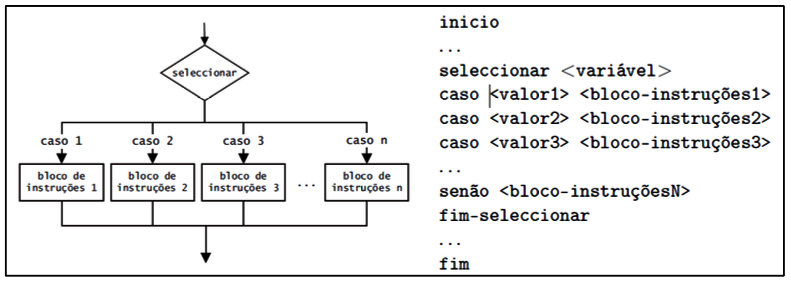 seleccionar
caso 1 caso 2 caso 3 caso n
bloco de instruções 1
bloco de instruções 2
bloco de instruções 3
...
bloco de instruções n
inicio
...
seleccionar <variável>
caso <valor1> <bloco-instruções1>
caso <valor2> <bloco-instruções2>
caso <valor3> <bloco-instruções3>
...
senão <bloco-instruçõesN>
fim-seleccionar
...
fim